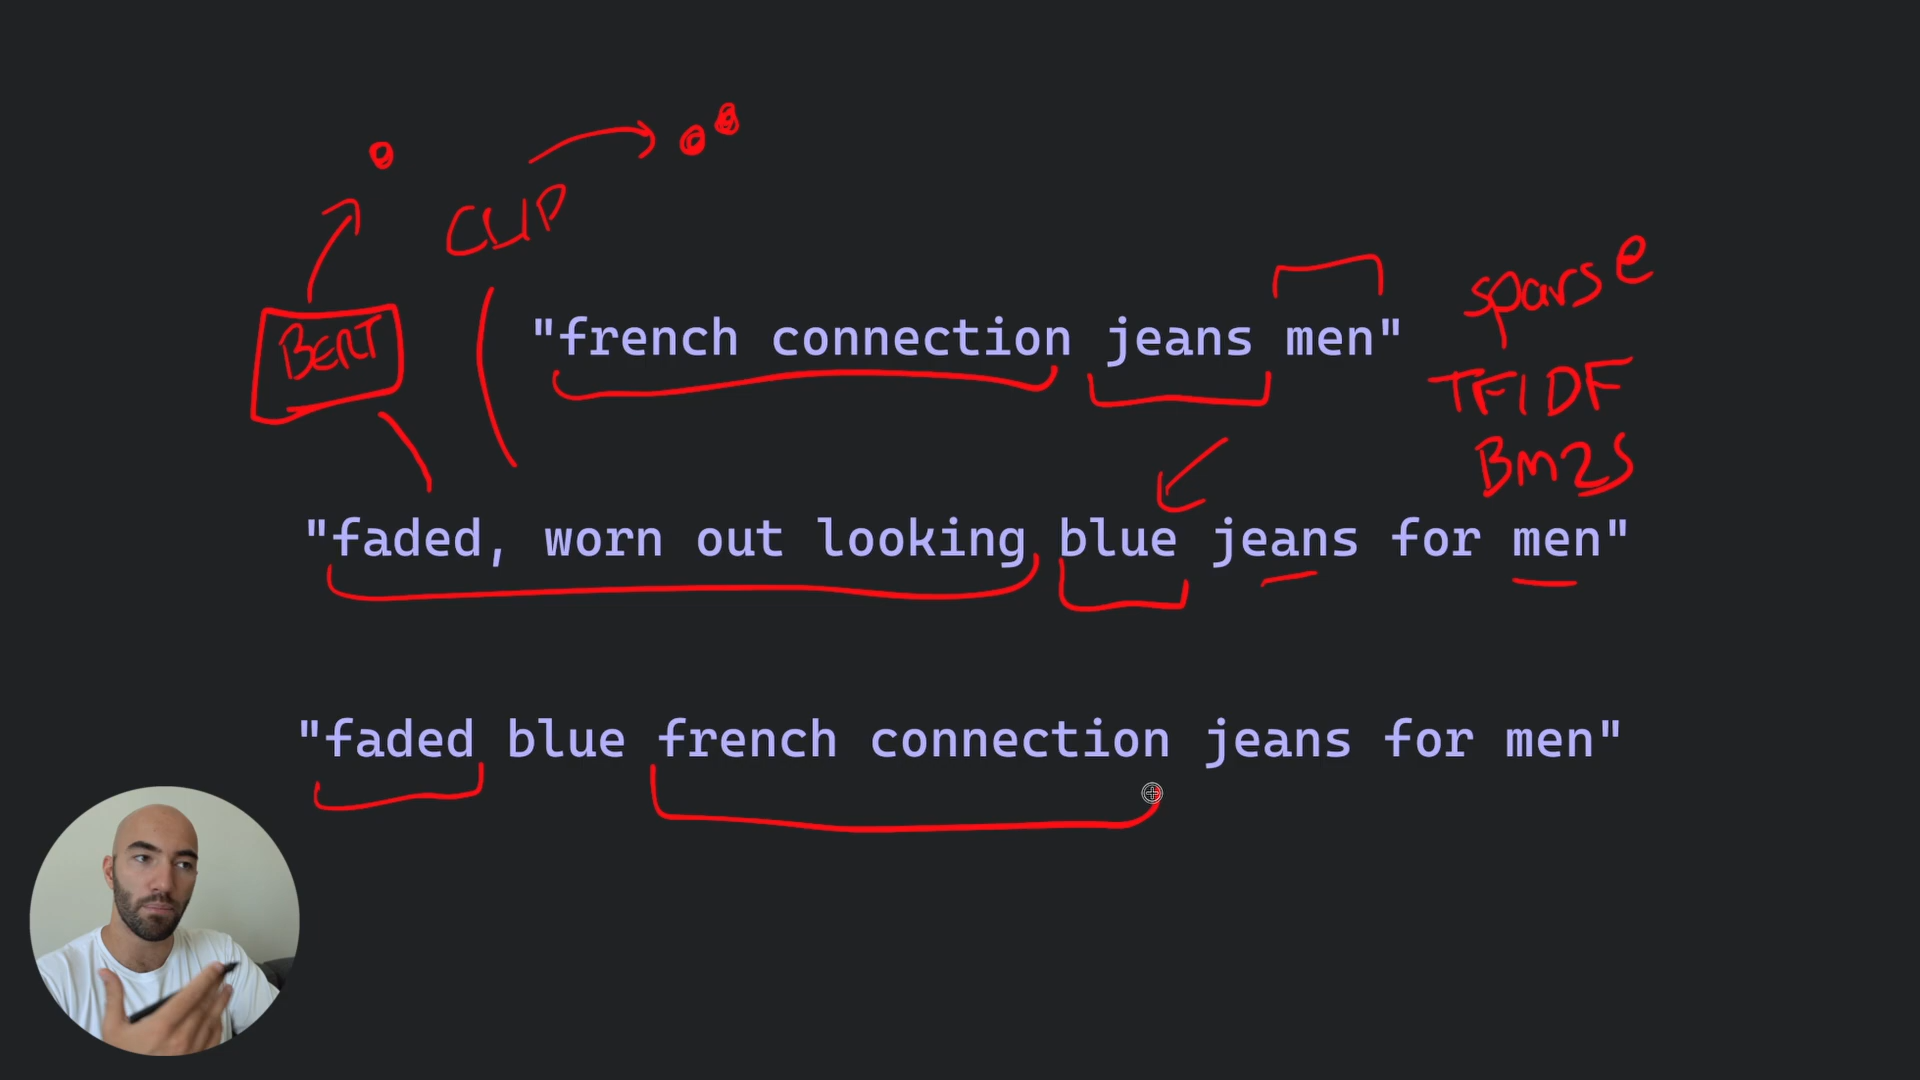 CLIP
BERT
"french connection jeans men"
sparse
TFIDF
BM25
"faded, worn out looking blue jeans for men"
"faded blue french connection jeans for men"